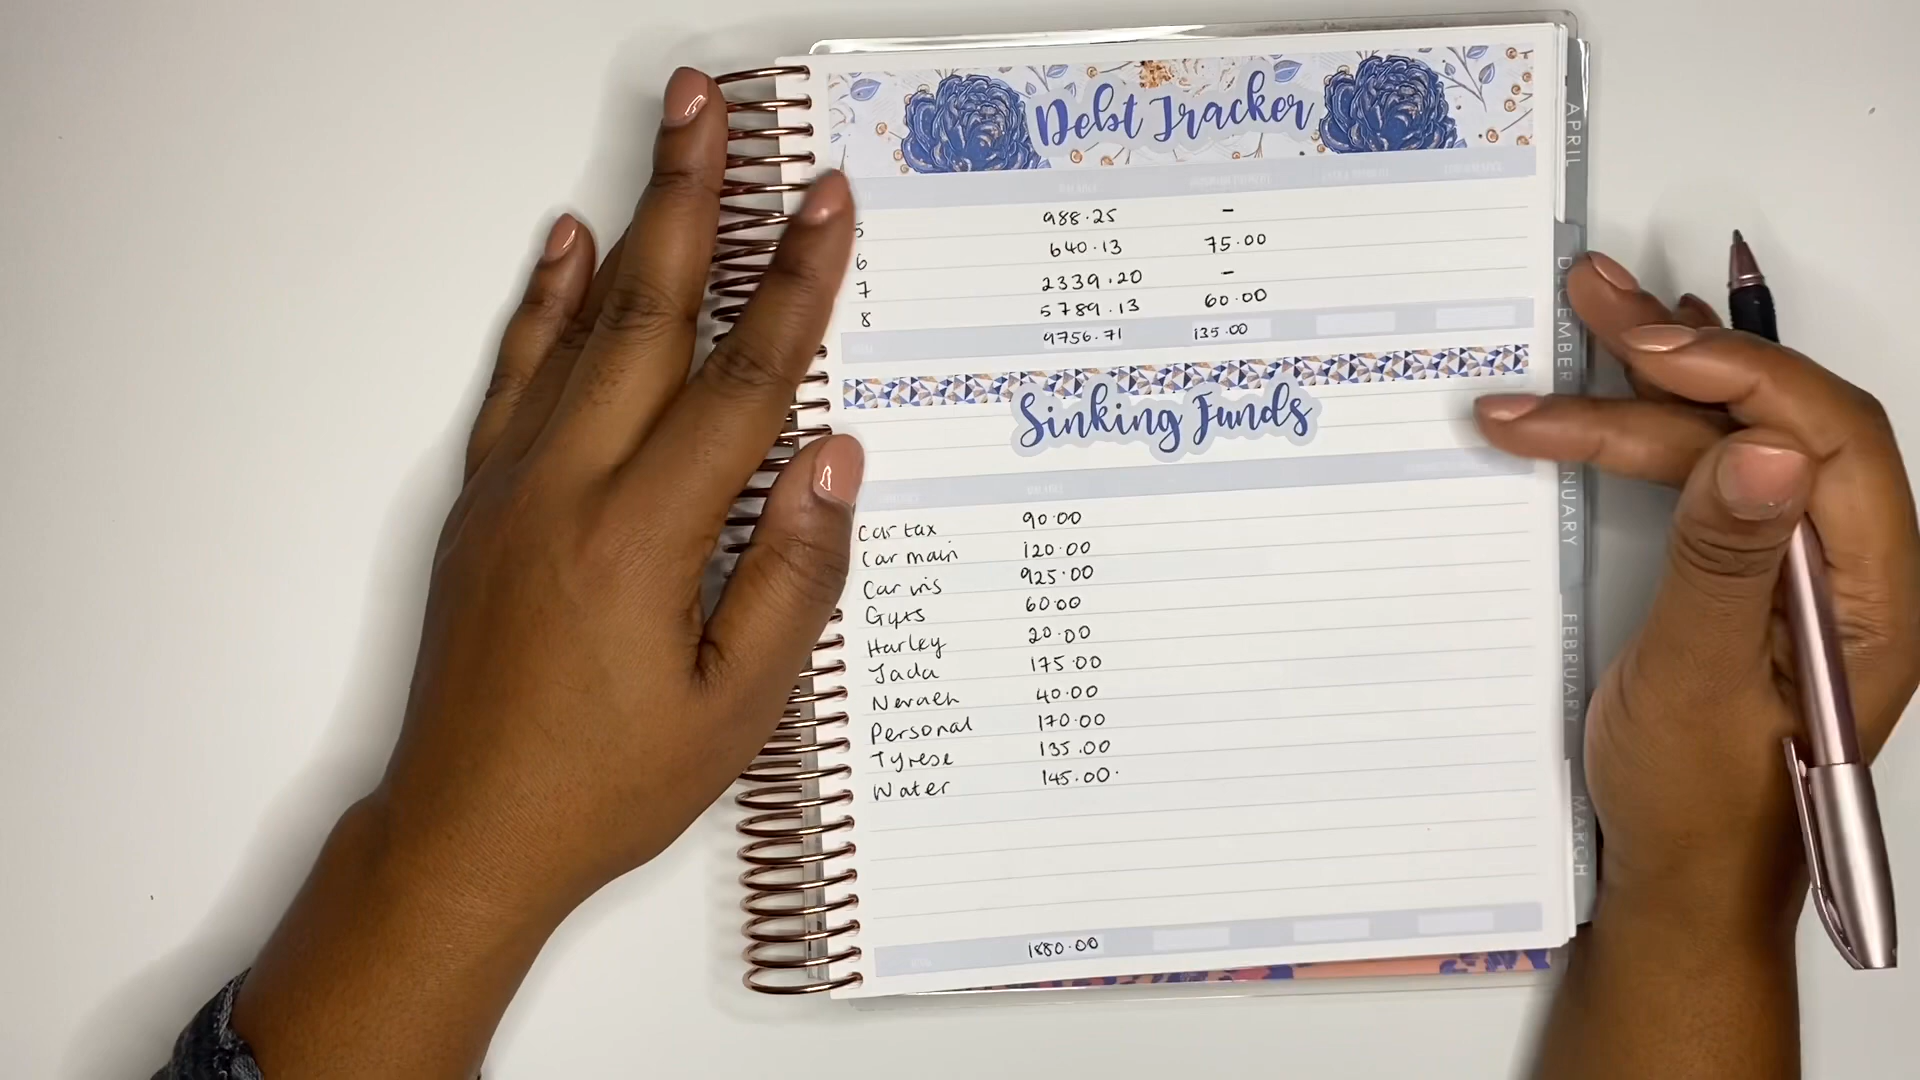 Debt Tracker
BALANCE
5 988.25 -
6 640.13 75.00
7 2339.20 -
8 5789.13 60.00
9756.71 135.00
Sinking Funds
BALANCE
Car tax 90.00
Car main 120.00
Car ins 925.00
Gifts 60.00
Harley 20.00
Jada 175.00
Nevaeh 40.00
Personal 170.00
Tyrese 135.00
Water 145.00
1880.00
APRIL
DECEMBER
NUARY
FEBRUARY
MARCH